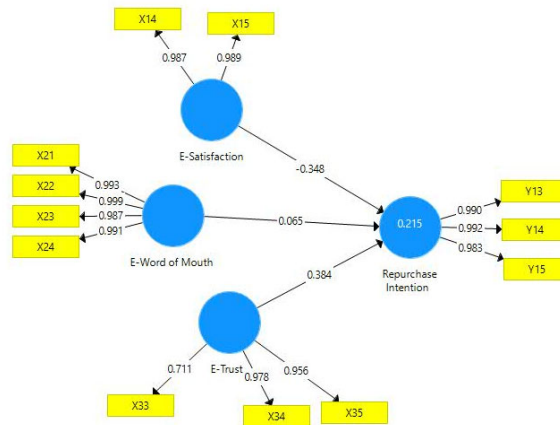 X14
X15
0.987
0.989
E-Satisfaction
-0.348
X21
X22
X23
X24
0.993
0.999
0.987
0.991
E-Word of Mouth
0.065
0.215
Repurchase
Intention
0.990
0.992
0.983
Y13
Y14
Y15
0.384
E-Trust
0.711
0.978
0.956
X33
X34
X35